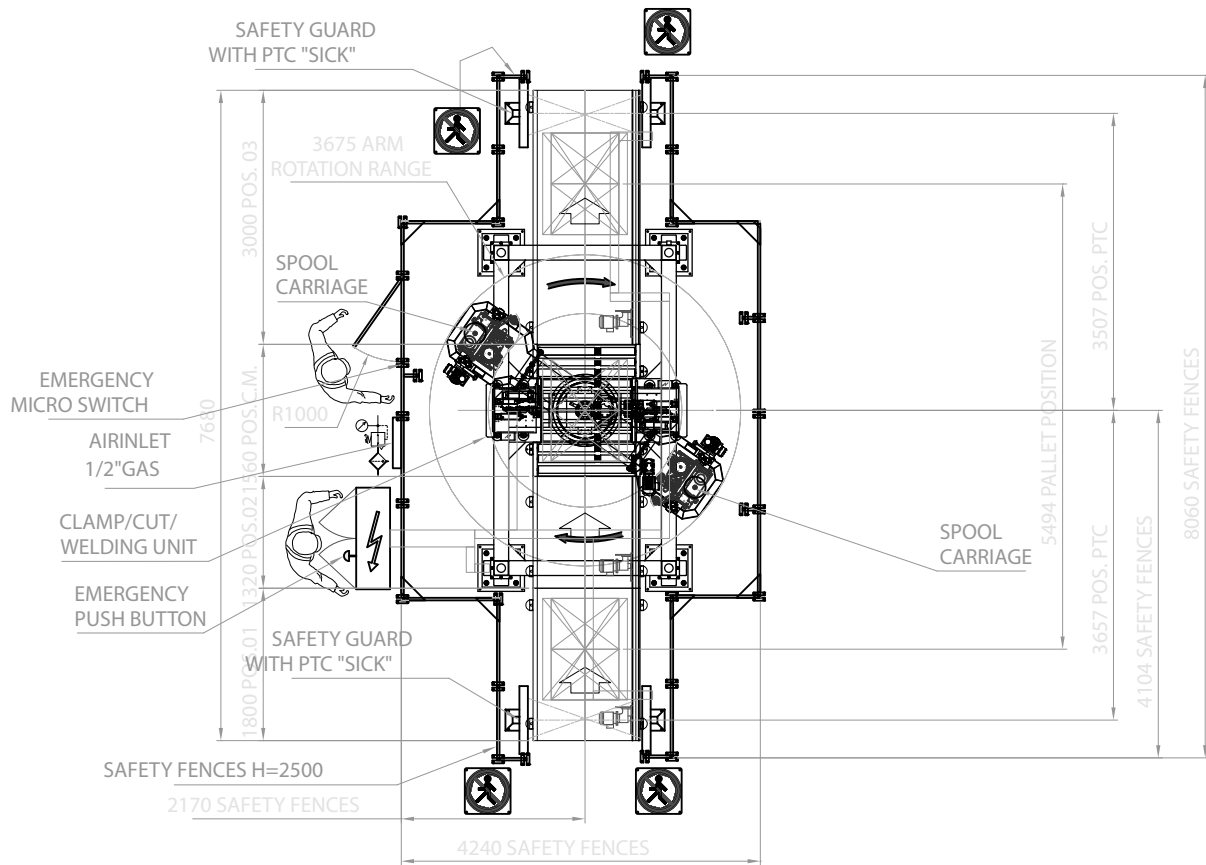 SAFETY GUARD
WITH PTC "SICK"
3675 ARM
ROTATION RANGE
SPOOL
CARRIAGE
EMERGENCY
MICRO SWITCH
AIRINLET
1/2"GAS
CLAMP/CUT/
WELDING UNIT
EMERGENCY
PUSH BUTTON
R1000
7680
3000 POS. 03
1560 POS.C.M.
1320 POS.02
1800 POS.01
SAFETY GUARD
WITH PTC "SICK"
SAFETY FENCES H=2500
2170 SAFETY FENCES
4240 SAFETY FENCES
SPOOL
CARRIAGE
5494 PALLET POSITION
3507 POS. PTC
3657 POS. PTC
4104 SAFETY FENCES
8060 SAFETY FENCES